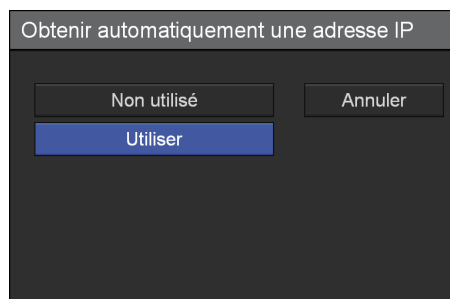 Obtenir automatiquement une adresse IP
Non utilisé
Annuler
Utiliser